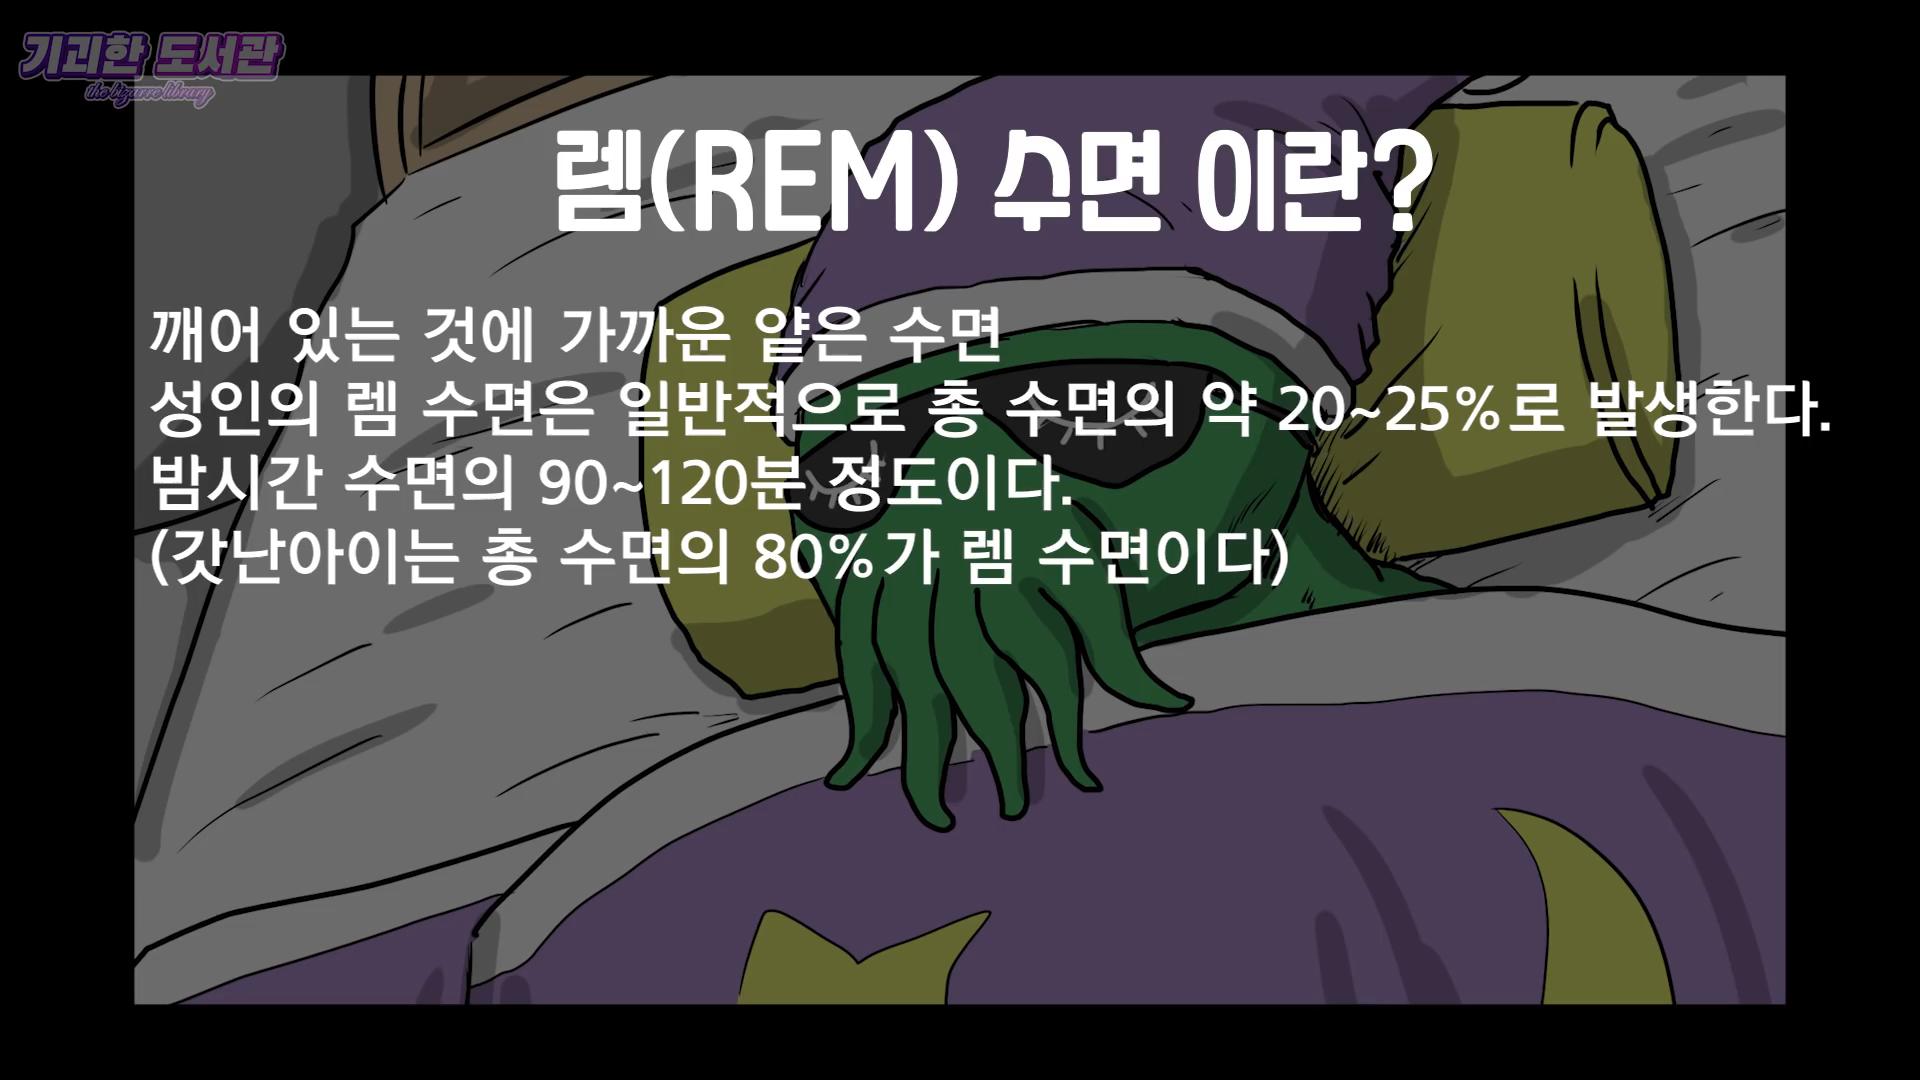 기괴한 도서관
the bizarre library
렘(REM) 수면 이란?
깨어 있는 것에 가까운 얕은 수면
성인의 렘 수면은 일반적으로 총 수면의 약 20~25%로 발생한다.
밤시간 수면의 90~120분 정도이다.
(갓난아이는 총 수면의 80%가 렘 수면이다)